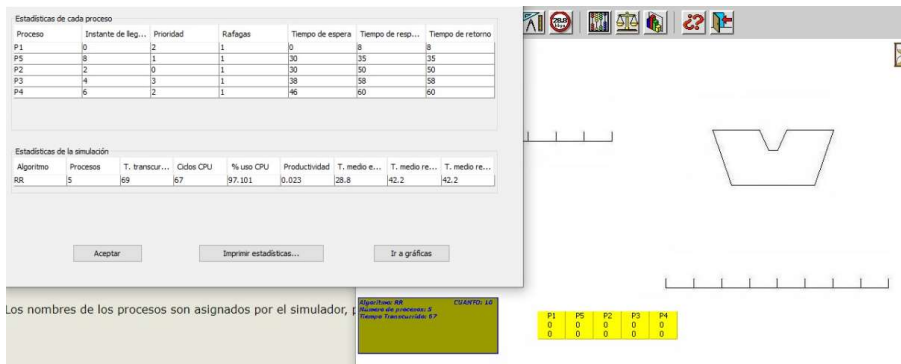 Estadísticas de cada proceso
Proceso Instante de lleg... Prioridad Rafagas Tiempo de espera Tiempo de resp... Tiempo de retorno
P1 0 2 1 0 8 8
P5 8 1 1 30 35 35
P2 2 0 1 30 50 50
P3 4 3 1 38 58 58
P4 6 2 1 46 60 60
Estadísticas de la simulación
Algoritmo Procesos T. transcur... Ciclos CPU % uso CPU Productividad T. medio e... T. medio re... T. medio re...
RR 5 69 67 97.101 0.023 28.8 42.2 42.2
Aceptar Imprimir estadísticas... Ir a gráficas
Los nombres de los procesos son asignados por el simulador, p
Algoritmo: RR CUANTO: 10
Número de procesos: 5
Tiempo Transcurrido: 67
P1 P5 P2 P3 P4
0 0 0 0 0
0 0 0 0 0